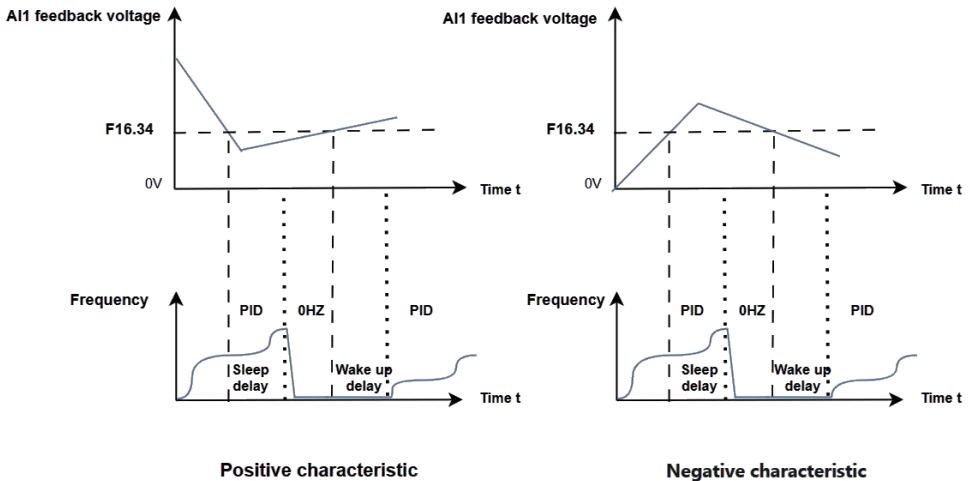 AI1 feedback voltage
F16.34
0V
Time t
Frequency
PID
0HZ
PID
Sleep
delay
Wake up
delay
Time t
Positive characteristic
AI1 feedback voltage
F16.34
0V
Time t
Frequency
PID
0HZ
PID
Sleep
delay
Wake up
delay
Time t
Negative characteristic